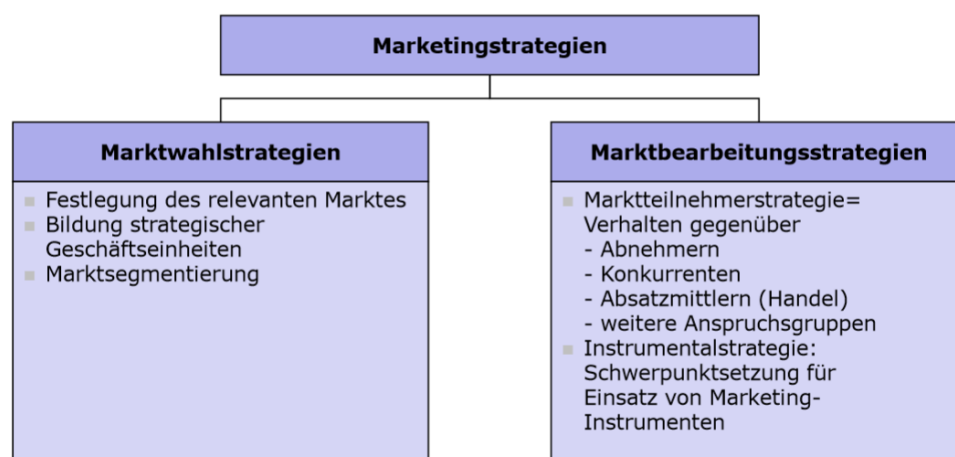 Marketingstrategien
Marktwahlstrategien
Festlegung des relevanten Marktes
Bildung strategischer
Geschäftseinheiten
Marktsegmentierung
Marktbearbeitungsstrategien
Marktteilnehmerstrategie=
Verhalten gegenüber
- Abnehmern
- Konkurrenten
- Absatzmittlern (Handel)
- weitere Anspruchsgruppen
Instrumentalstrategie:
Schwerpunktsetzung für
Einsatz von Marketing-
Instrumenten